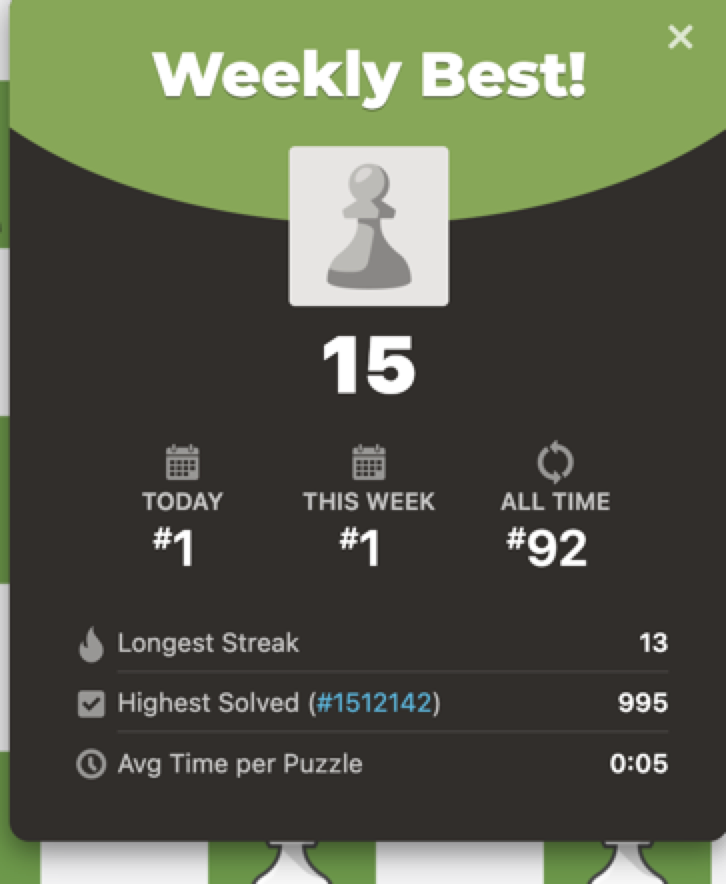 Weekly Best!
15
TODAY THIS WEEK ALL TIME
#1 #1 #92
Longest Streak 13
Highest Solved (#1512142) 995
Avg Time per Puzzle 0:05